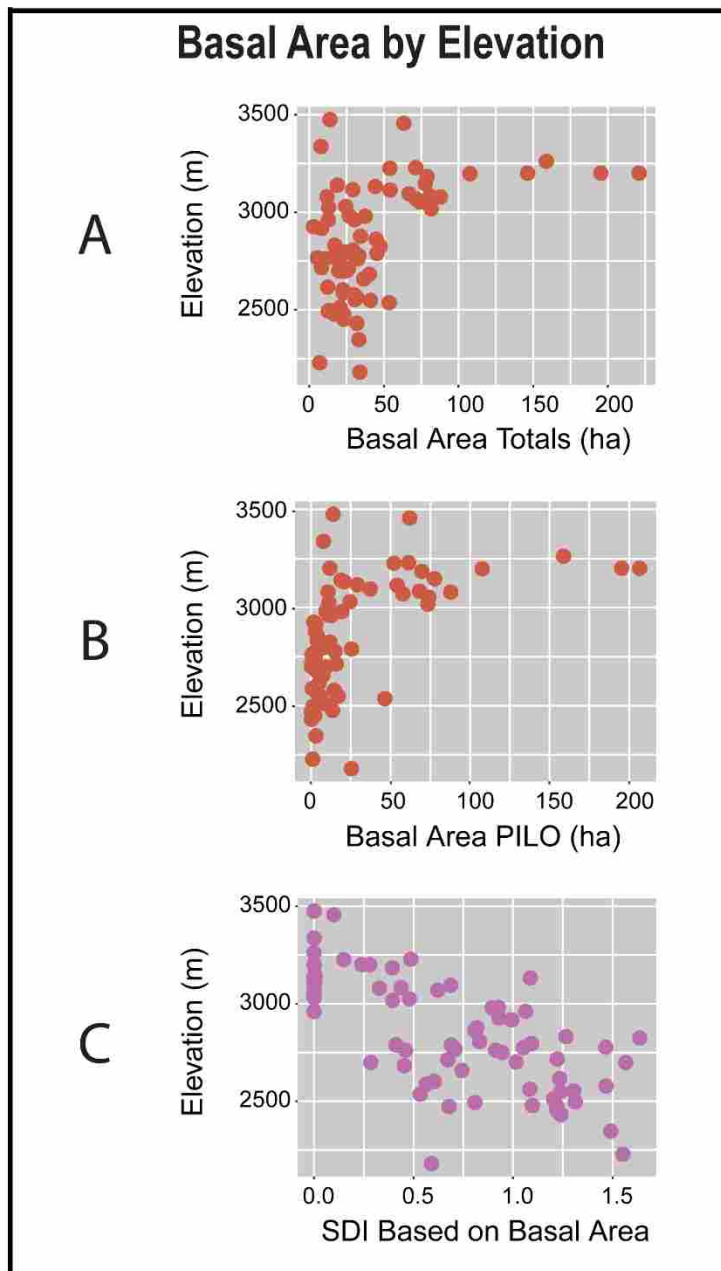 Basal Area by Elevation
A
Elevation (m)
3500
3000
2500
0 50 100 150 200
Basal Area Totals (ha)
B
Elevation (m)
3500
3000
2500
0 50 100 150 200
Basal Area PILO (ha)
C
Elevation (m)
3500
3000
2500
0.0 0.5 1.0 1.5
SDI Based on Basal Area